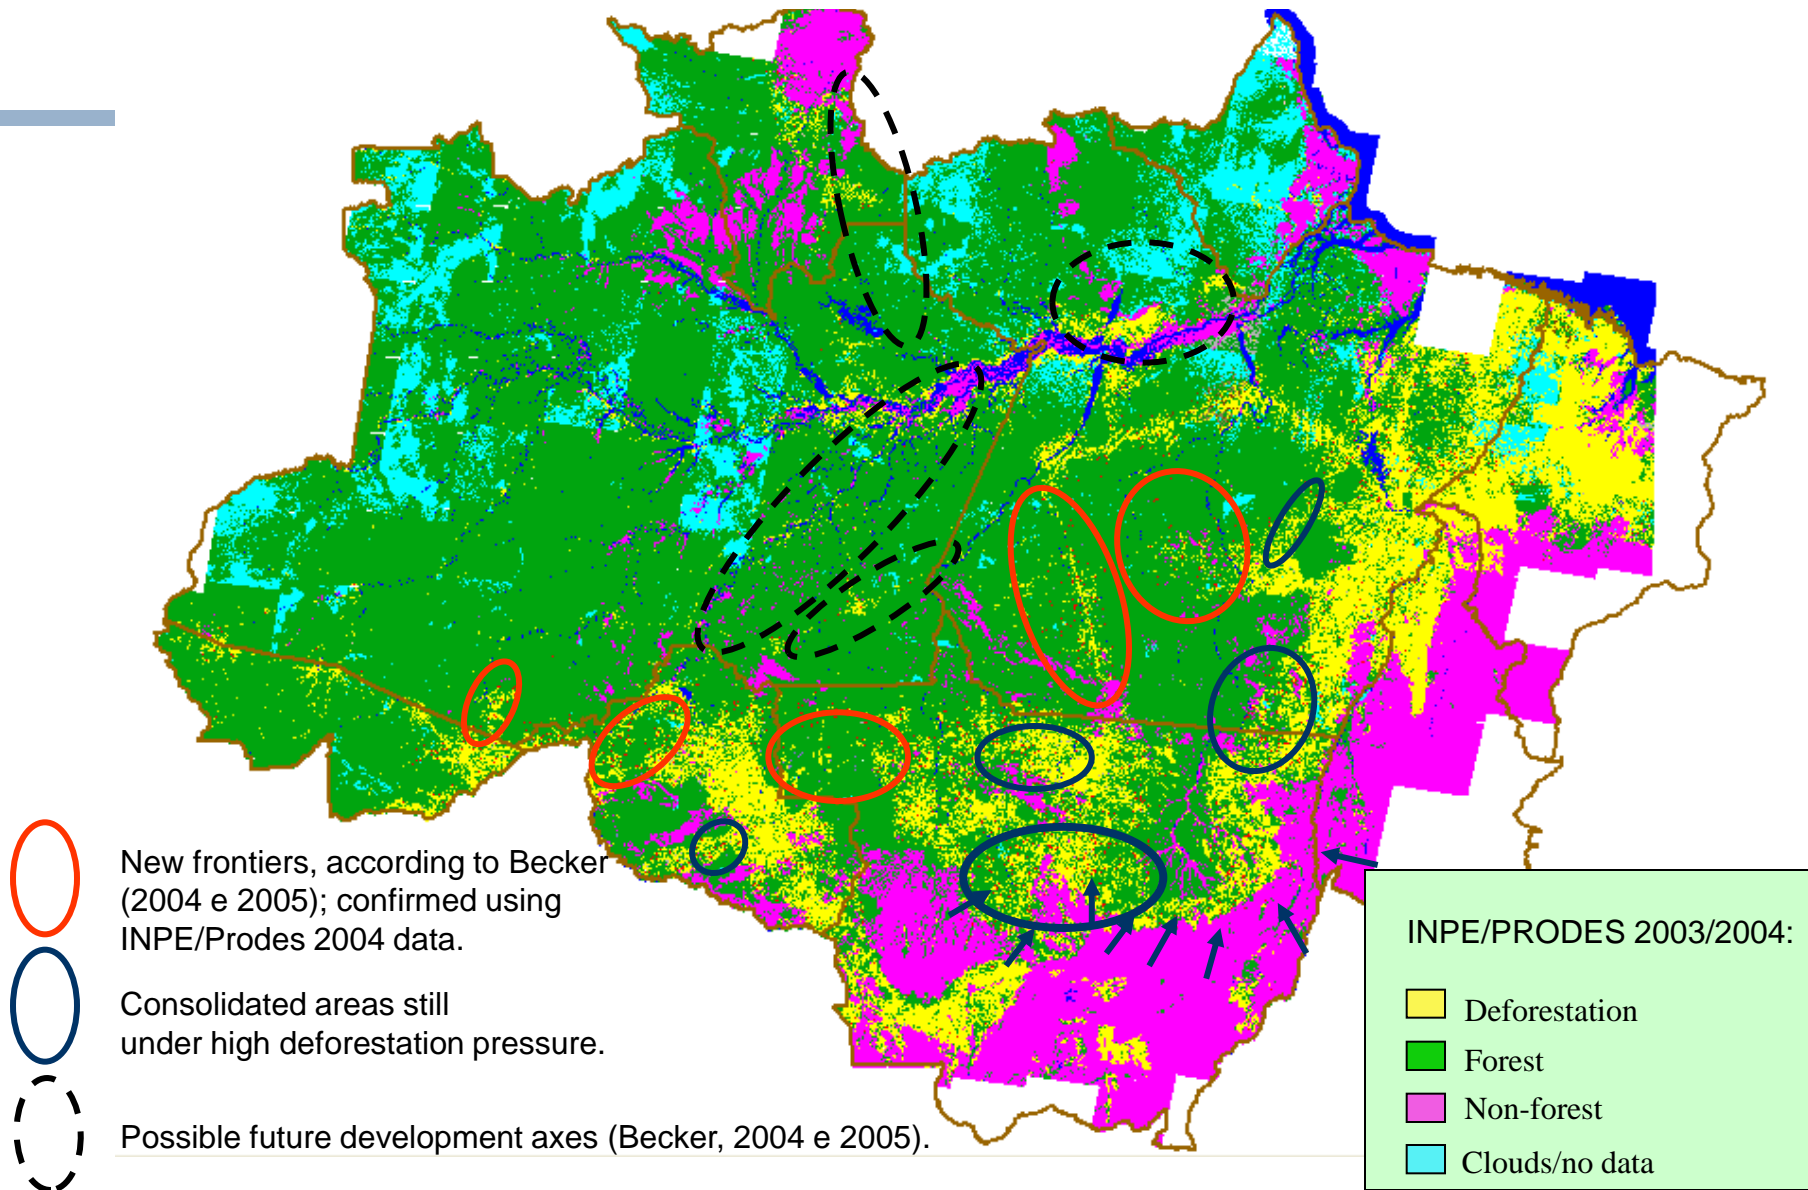 New frontiers, according to Becker
(2004 e 2005); confirmed using
INPE/Prodes 2004 data.
Consolidated areas still
under high deforestation pressure.
Possible future development axes (Becker, 2004 e 2005).
INPE/PRODES 2003/2004:
Deforestation
Forest
Non-forest
Clouds/no data